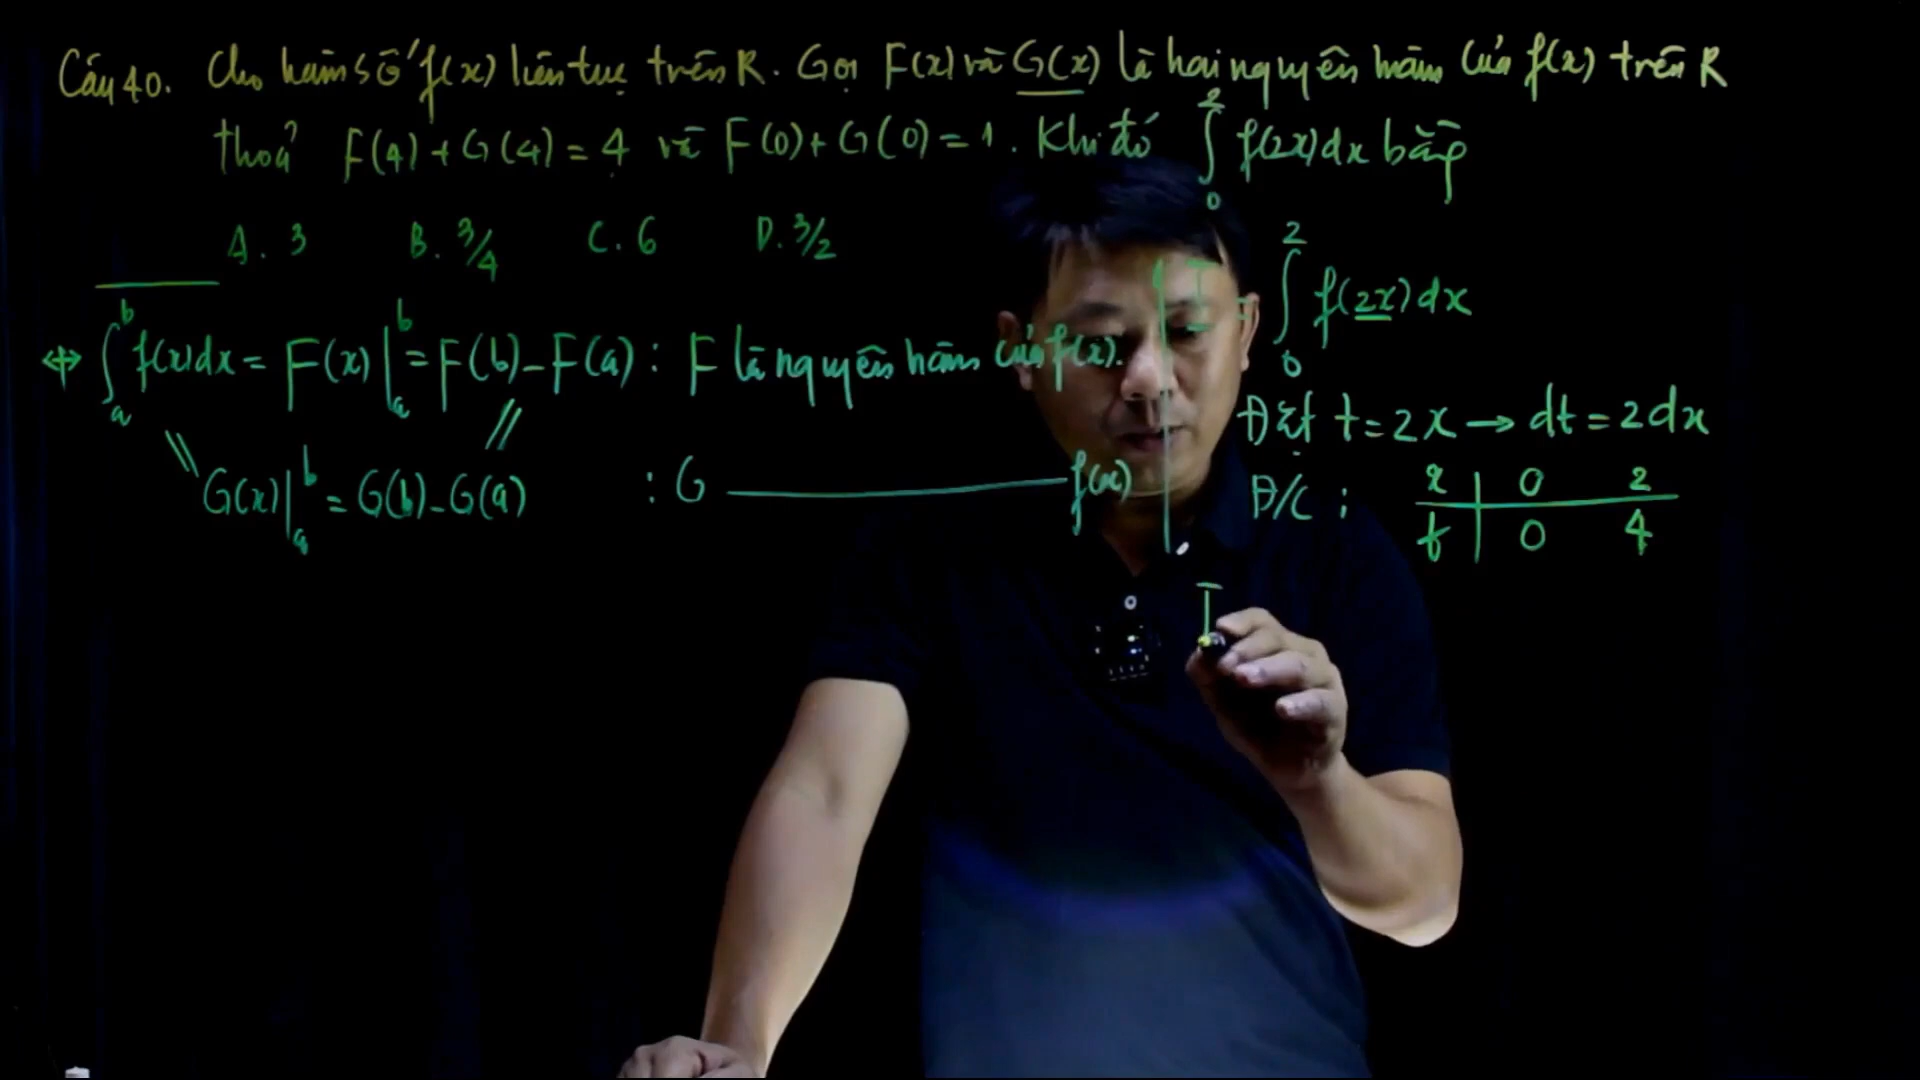 Câu 40. Cho hàm số f(x) liên tục trên R. Gọi F(x) và G(x) là hai nguyên hàm của f(x) trên R
thoả F(4) + G(4) = 4 và F(0) + G(0) = 1. Khi đó ∫₀² f(2x)dx bằng
A. 3 B. 3/4 C. 6 D. 3/2
I = ∫₀² f(2x)dx
∫ₐᵇ f(x)dx = F(x)|ₐᵇ = F(b) - F(a) : F là nguyên hàm của f(x).
Đặt t = 2x → dt = 2dx
G(x)|ₐᵇ = G(b) - G(a) : G ——— f(x)
Đ/C : x | 0 2
t | 0 4
I